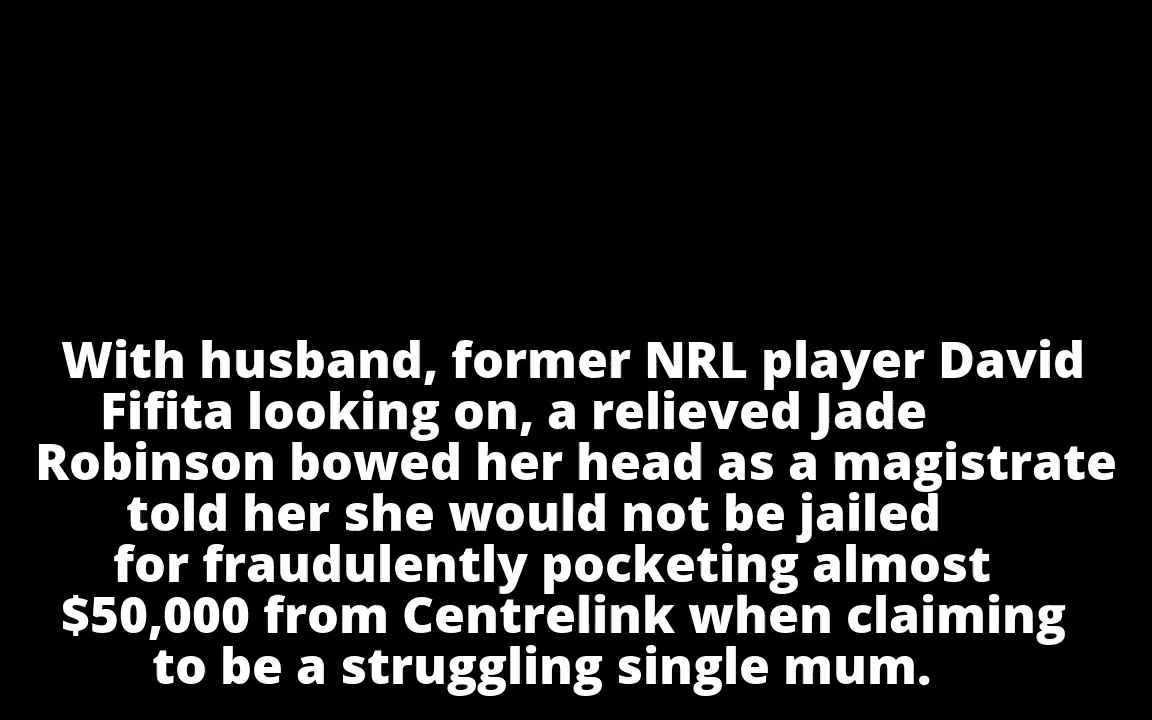 With husband, former NRL player David
Fifita looking on, a relieved Jade
Robinson bowed her head as a magistrate
told her she would not be jailed
for fraudulently pocketing almost
$50,000 from Centrelink when claiming
to be a struggling single mum.